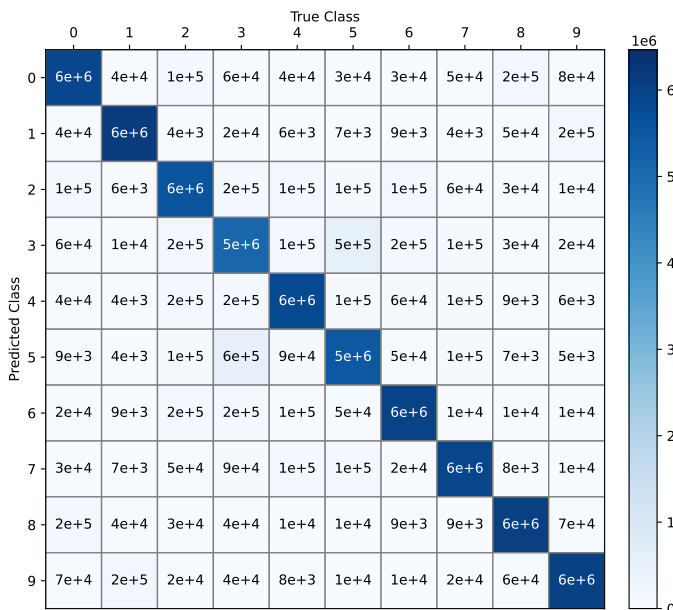 True Class
0 1 2 3 4 5 6 7 8 9
1e6
0 6e+6 4e+4 1e+5 6e+4 4e+4 3e+4 3e+4 5e+4 2e+5 8e+4
1 4e+4 6e+6 4e+3 2e+4 6e+3 7e+3 9e+3 4e+3 5e+4 2e+5
2 1e+5 6e+3 6e+6 2e+5 1e+5 1e+5 1e+5 6e+4 3e+4 1e+4
3 6e+4 1e+4 2e+5 5e+6 1e+5 5e+5 2e+5 1e+5 3e+4 2e+4
4 4e+4 4e+3 2e+5 2e+5 6e+6 1e+5 6e+4 1e+5 9e+3 6e+3
5 9e+3 4e+3 1e+5 6e+5 9e+4 5e+6 5e+4 1e+5 7e+3 5e+3
6 2e+4 9e+3 2e+5 2e+5 1e+5 5e+4 6e+6 1e+4 1e+4 1e+4
7 3e+4 7e+3 5e+4 9e+4 1e+5 1e+5 2e+4 6e+6 8e+3 1e+4
8 2e+5 4e+4 3e+4 4e+4 1e+4 1e+4 9e+3 9e+3 6e+6 7e+4
9 7e+4 2e+5 2e+4 4e+4 8e+3 1e+4 1e+4 2e+4 6e+4 6e+6
Predicted Class
6
5
4
3
2
1
0